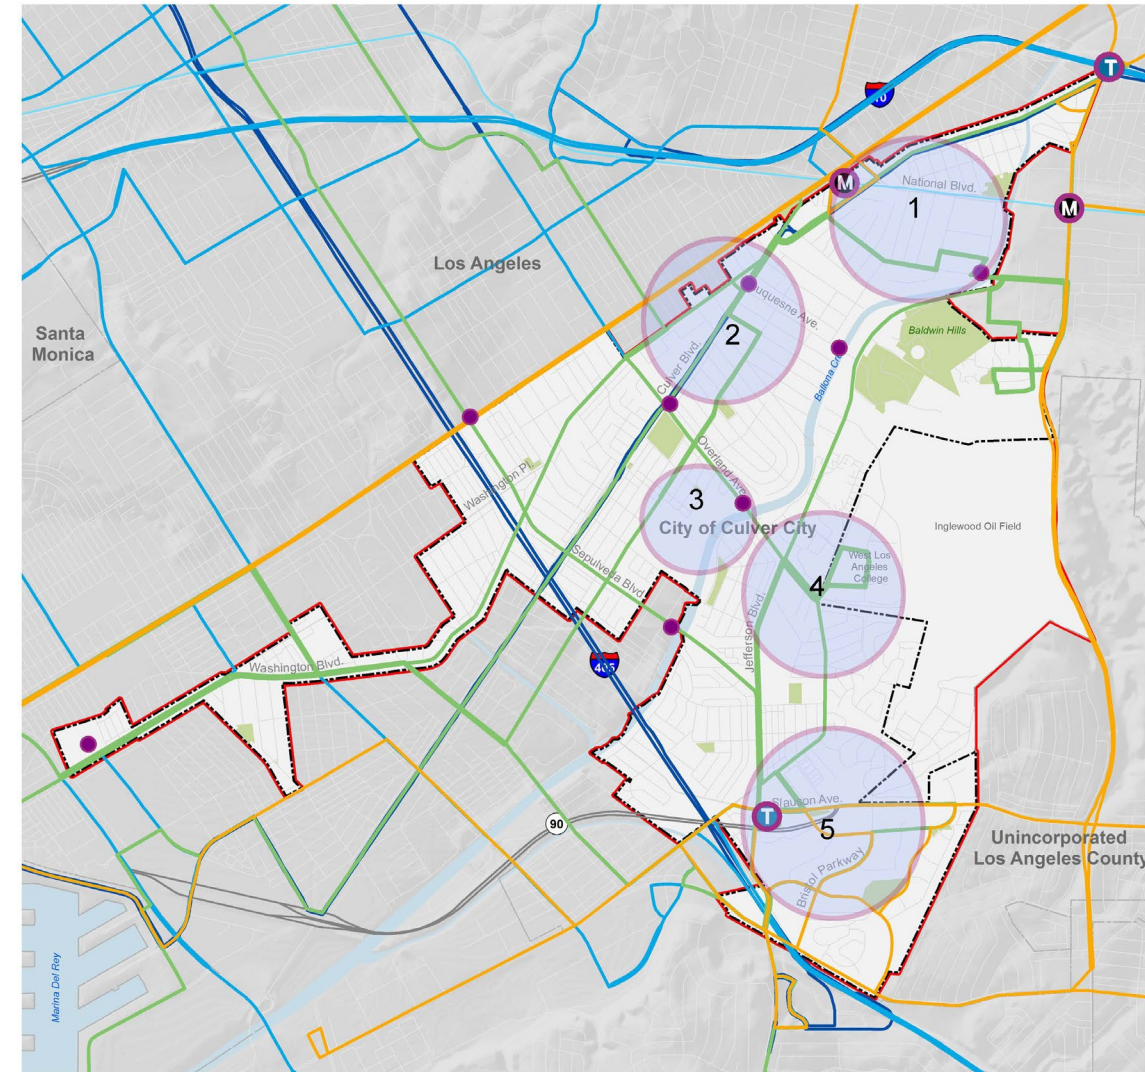 T
10
National Blvd.
M
1
M
Los Angeles
Duquesne Ave.
Santa
Monica
2
Baldwin Hills
Culver Blvd.
Ballona Cr
Overland Ave.
Washington Pl.
3
City of Culver City
Inglewood Oil Field
West Los
Angeles
College
Sepulveda Blvd.
4
Jefferson Blvd.
Washington Blvd.
405
Slauson Ave.
T
90
5
Unincorporated
Los Angeles County
Bristol Parkway
Marina Del Rey